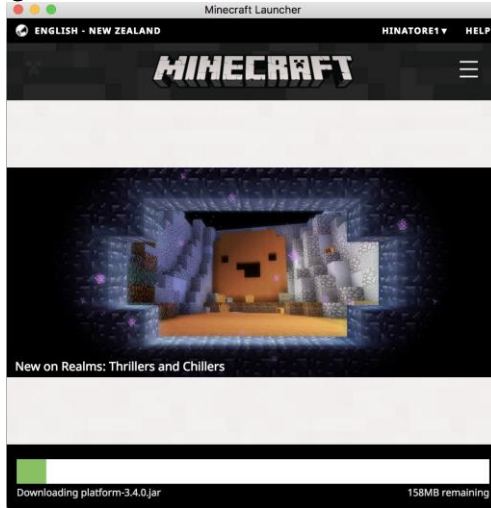 Minecraft Launcher
ENGLISH - NEW ZEALAND HINATORE1 HELP
MINECRAFT
New on Realms: Thrillers and Chillers
Downloading platform-3.4.0.jar 158MB remaining